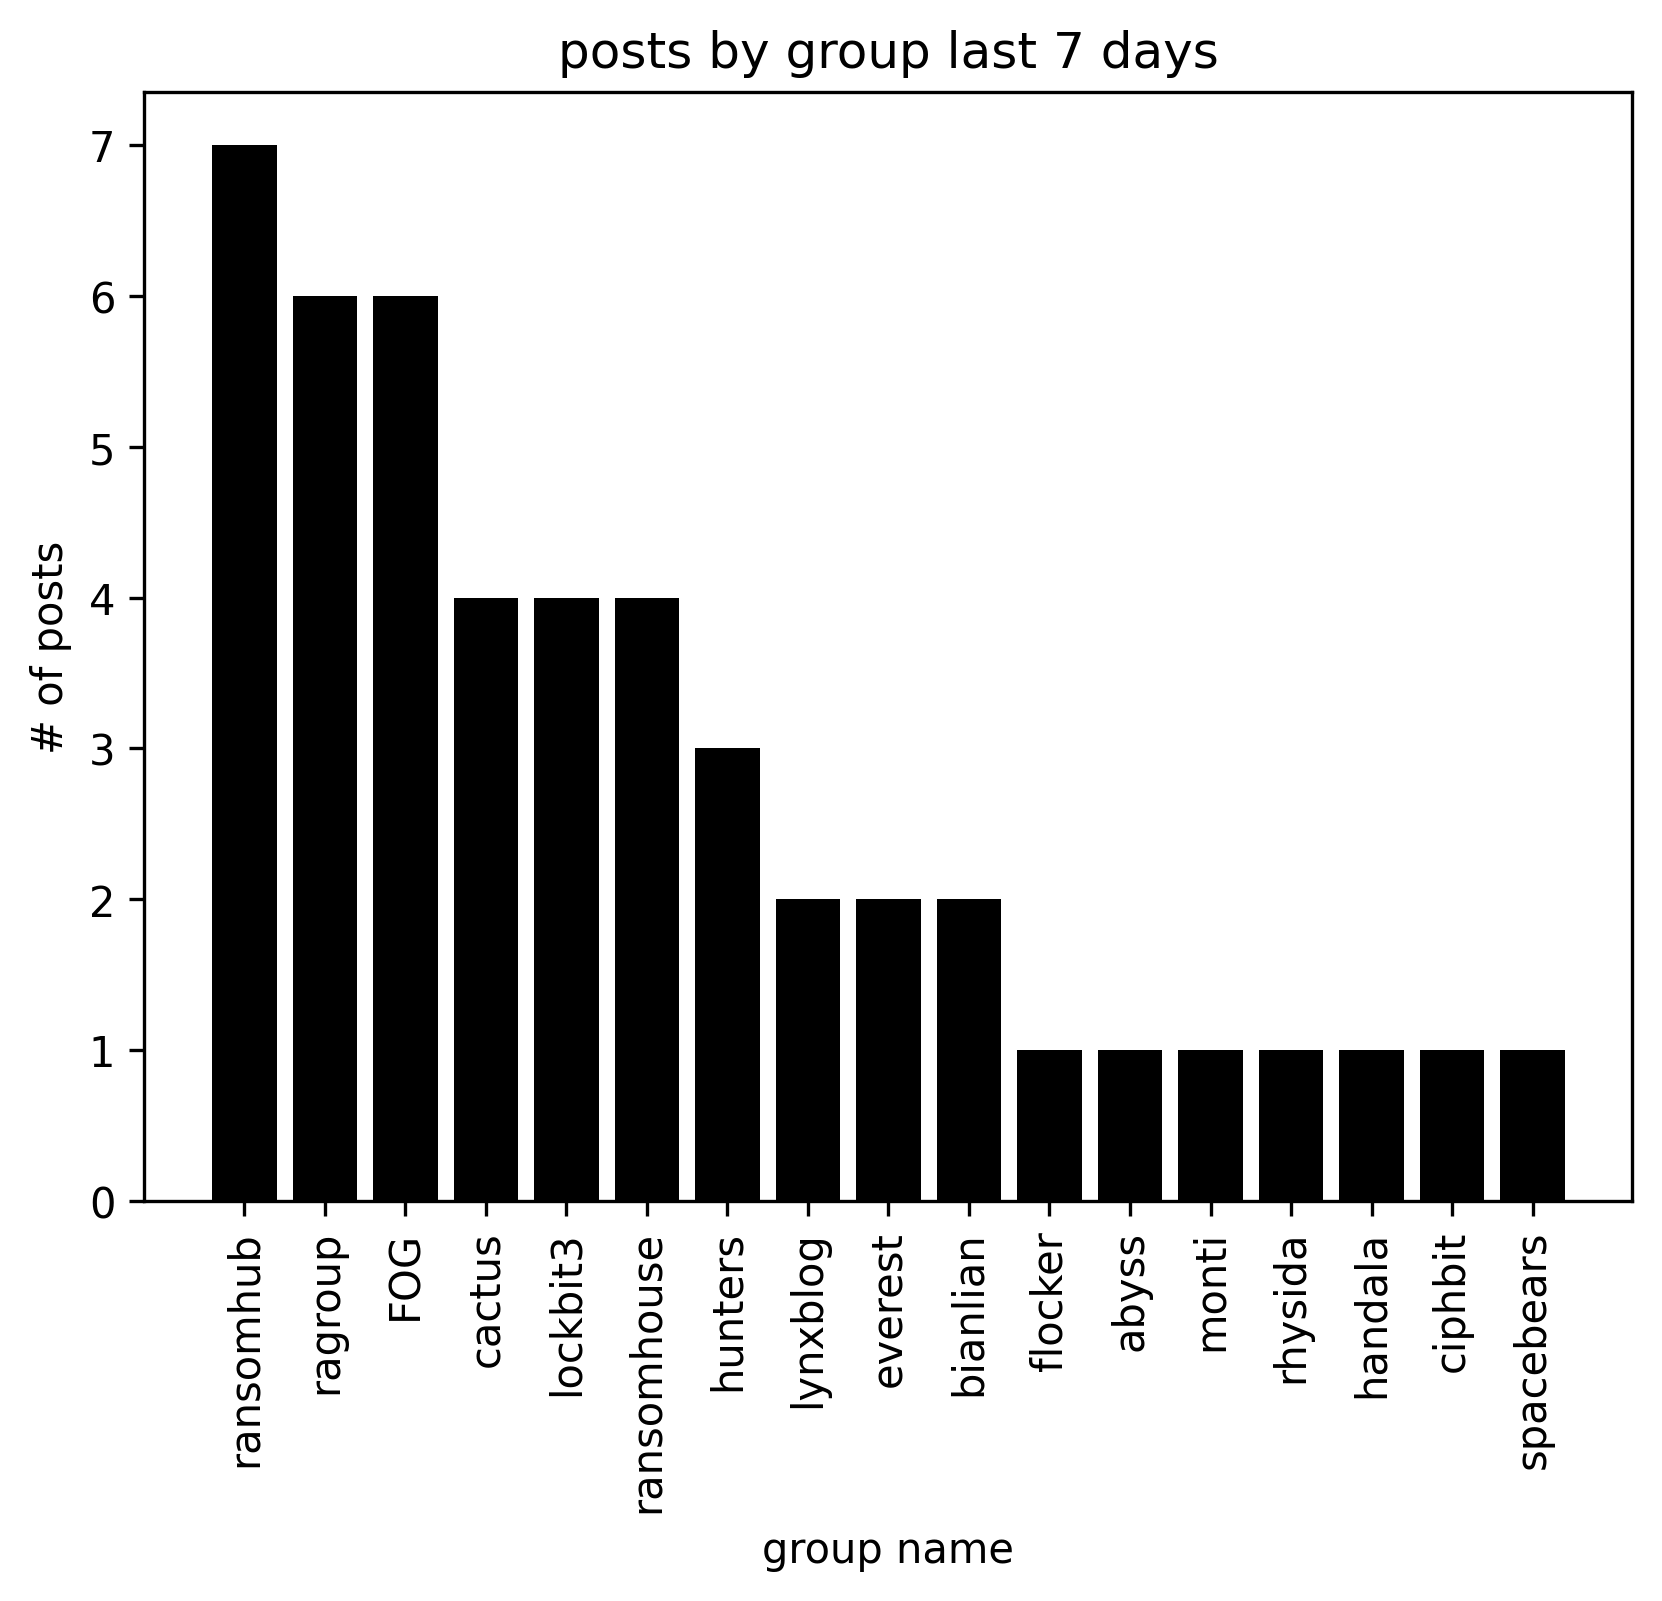 posts by group last 7 days
# of posts
7
6
5
4
3
2
1
0
ransomhub
ragroup
FOG
cactus
lockbit3
ransomhouse
hunters
lynxblog
everest
bianlian
flocker
abyss
monti
rhysida
handala
ciphbit
spacebears
group name